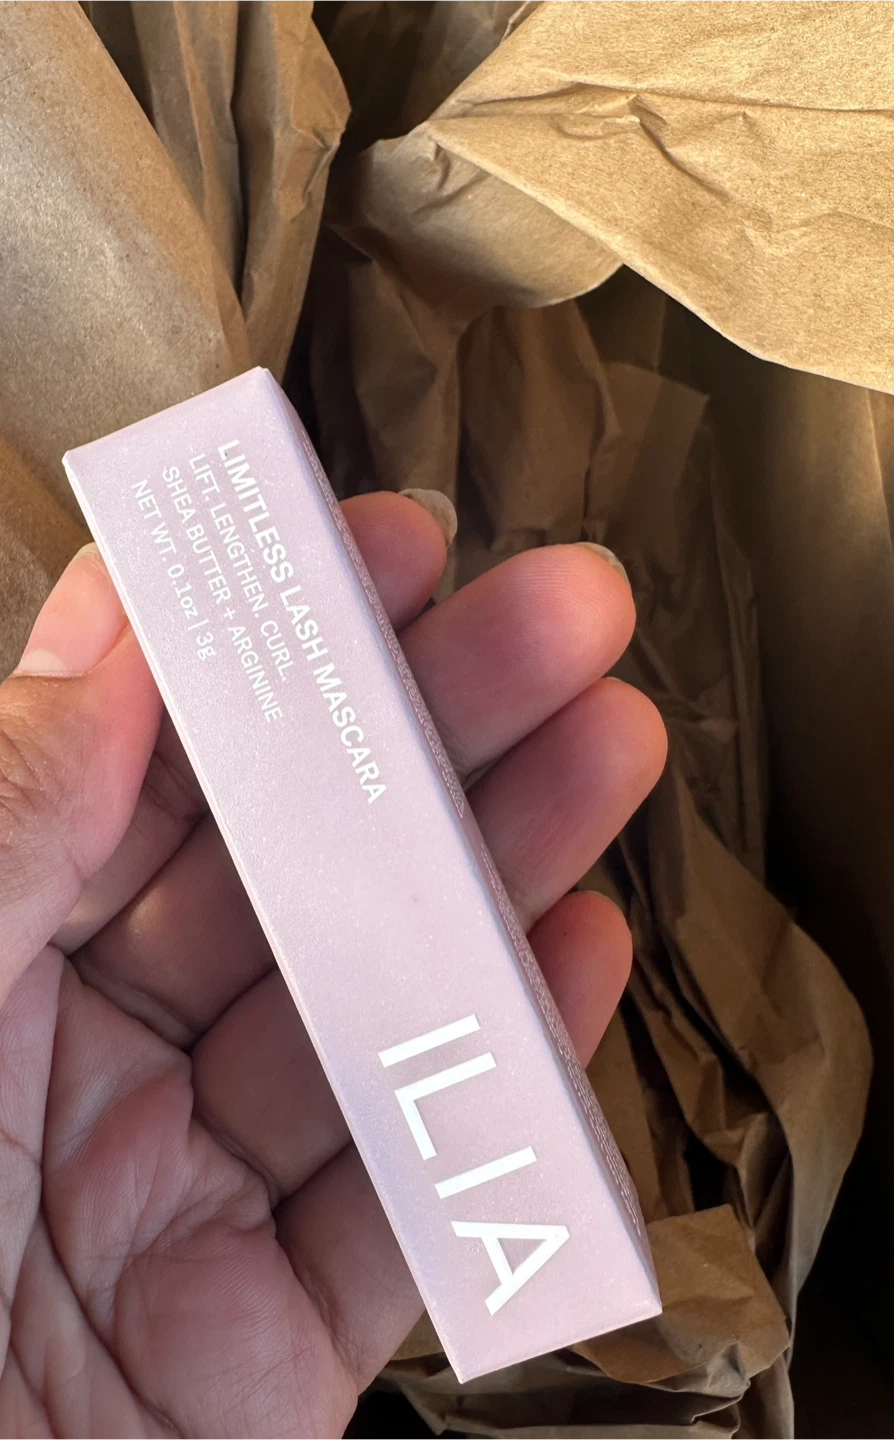 LIMITLESS LASH MASCARA
LIFT. LENGTHEN. CURL.
SHEA BUTTER + ARGININE
NET WT. 0.1oz | 3g
ILIA